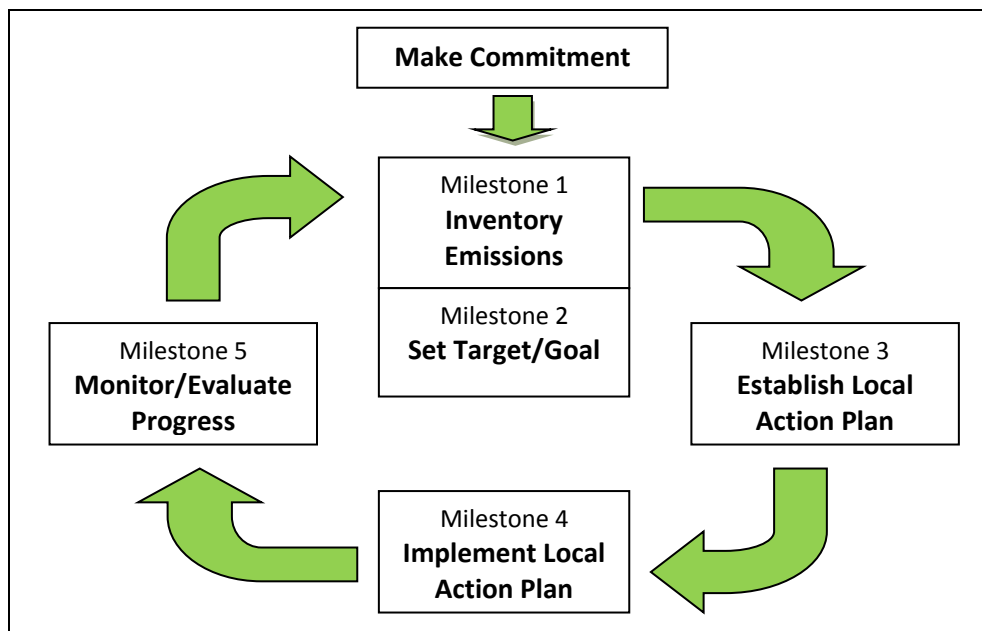 Make Commitment
Milestone 1
Inventory
Emissions
Milestone 2
Set Target/Goal
Milestone 3
Establish Local
Action Plan
Milestone 4
Implement Local
Action Plan
Milestone 5
Monitor/Evaluate
Progress